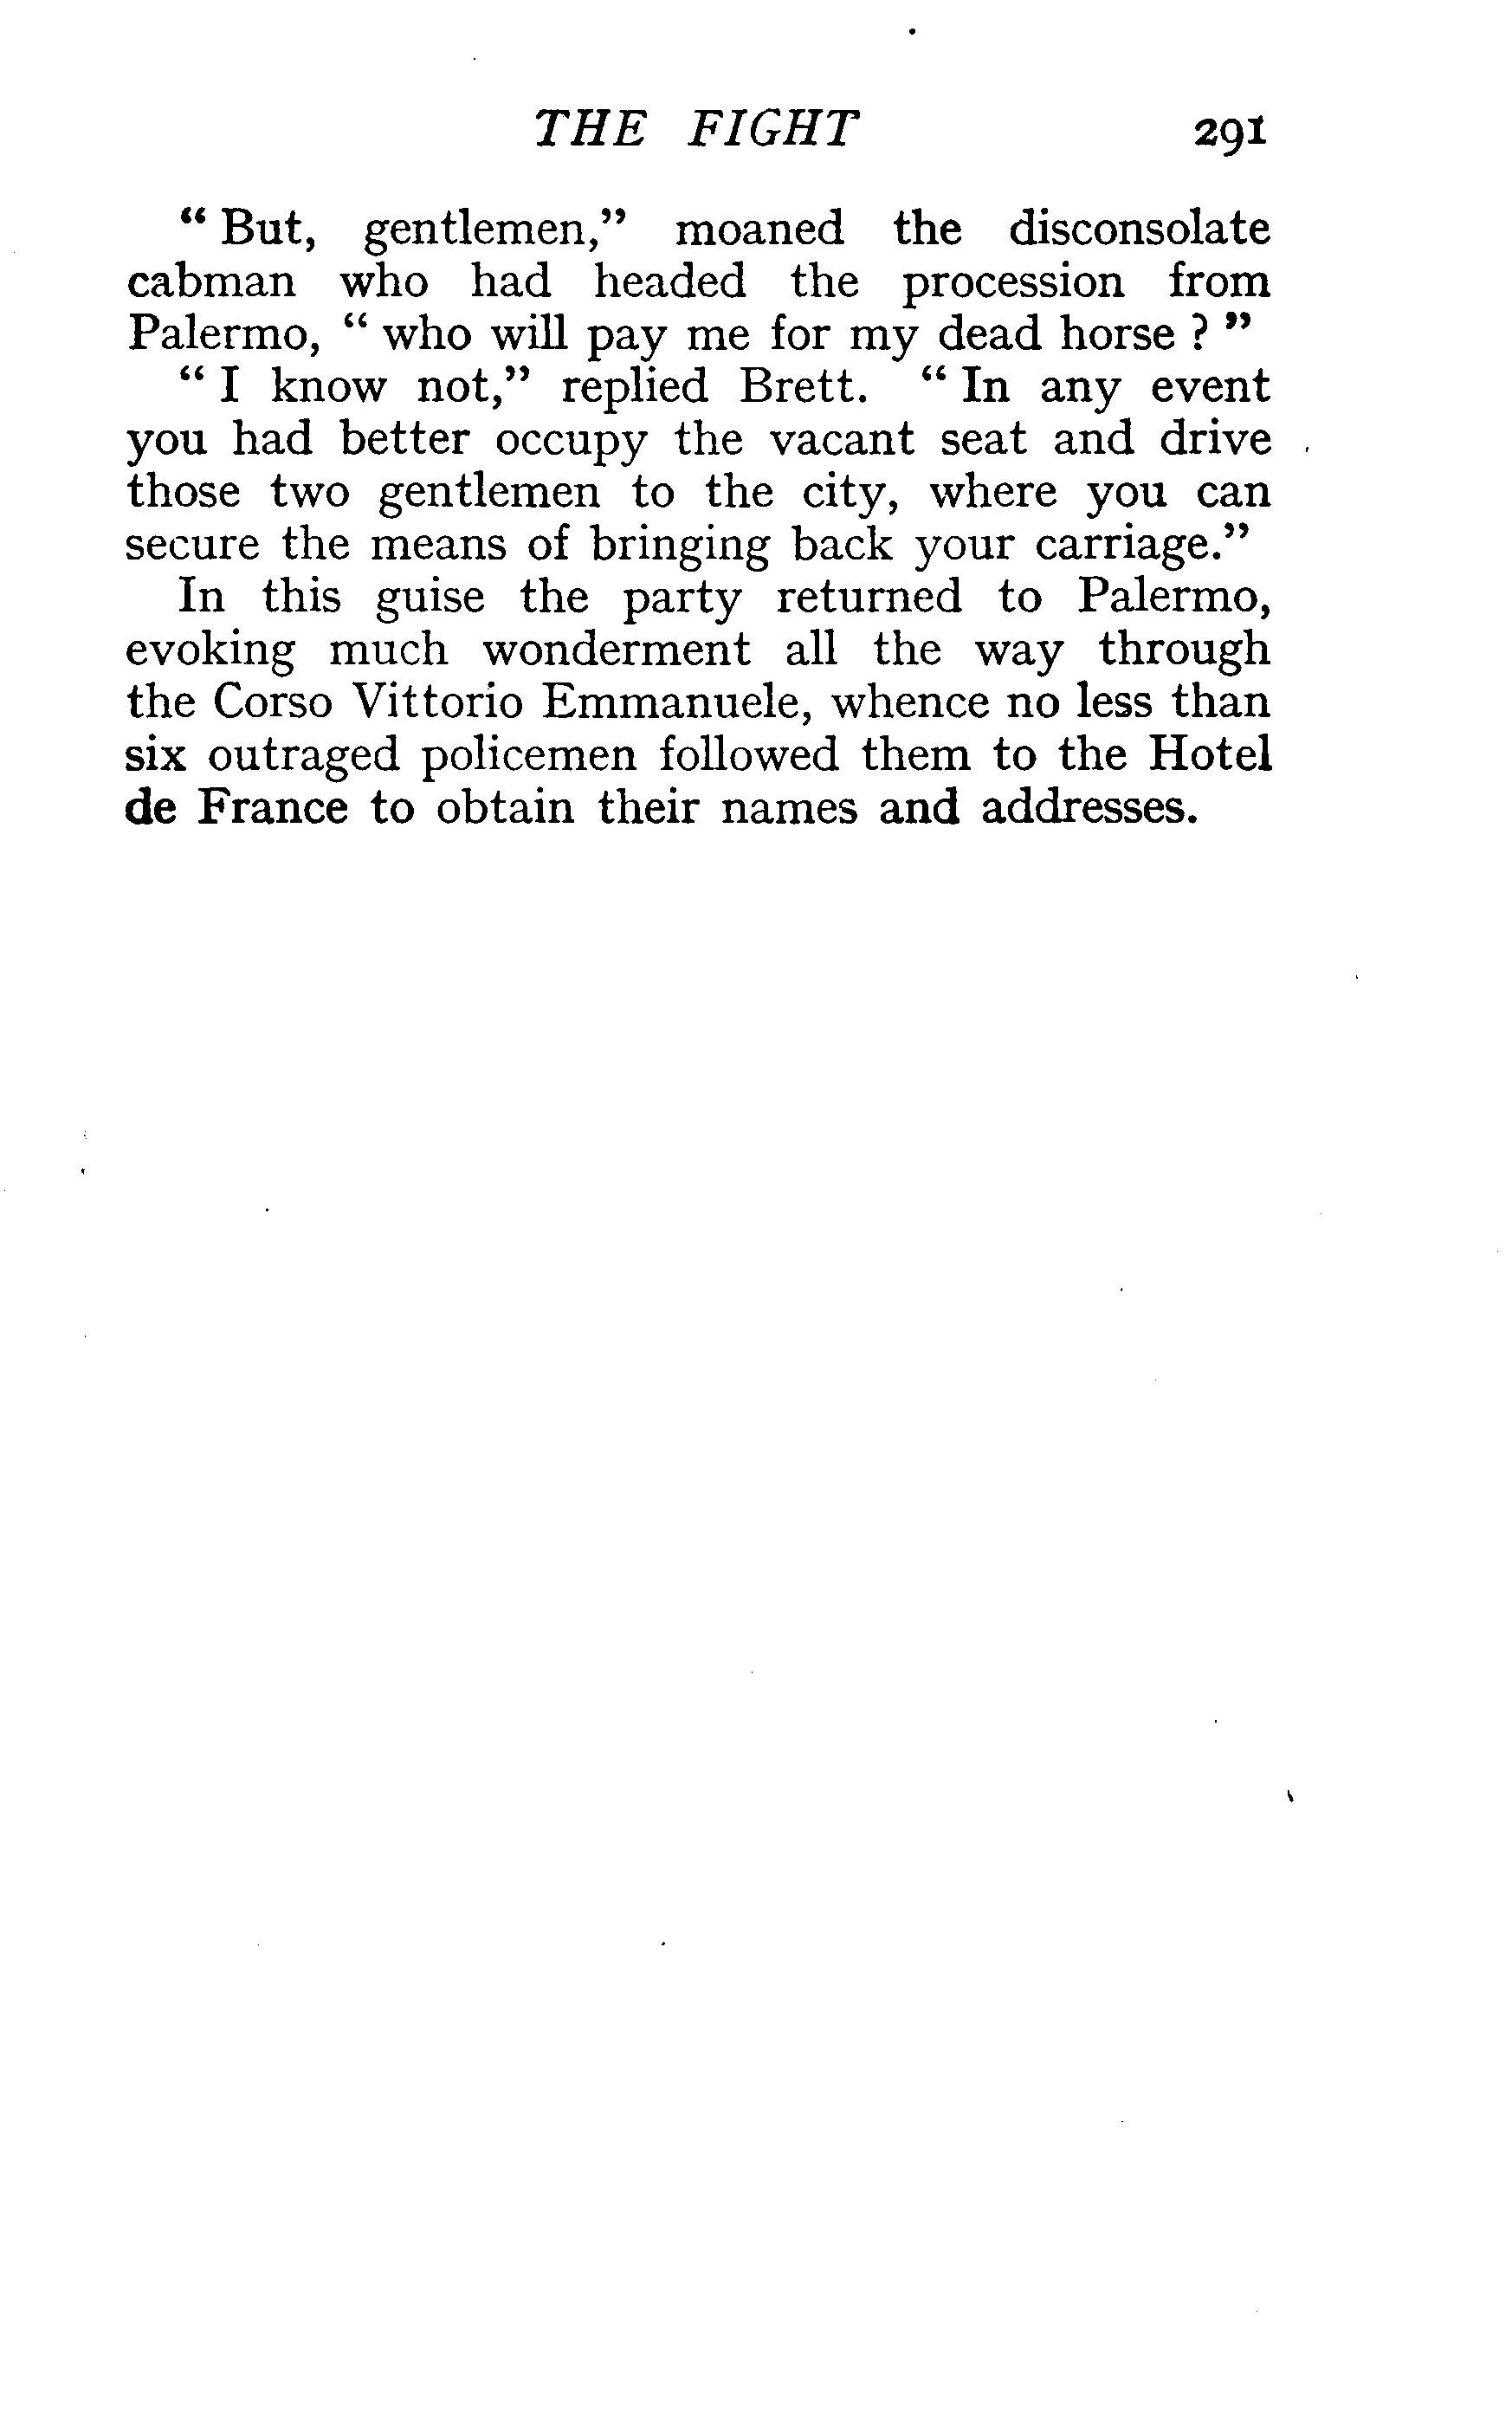 THE FIGHT 291
“ But, gentlemen,” moaned the disconsolate
cabman who had headed the procession from
Palermo, “ who will pay me for my dead horse ? ”
“ I know not,” replied Brett. “ In any event
you had better occupy the vacant seat and drive
those two gentlemen to the city, where you can
secure the means of bringing back your carriage.”
In this guise the party returned to Palermo,
evoking much wonderment all the way through
the Corso Vittorio Emmanuele, whence no less than
six outraged policemen followed them to the Hotel
de France to obtain their names and addresses.